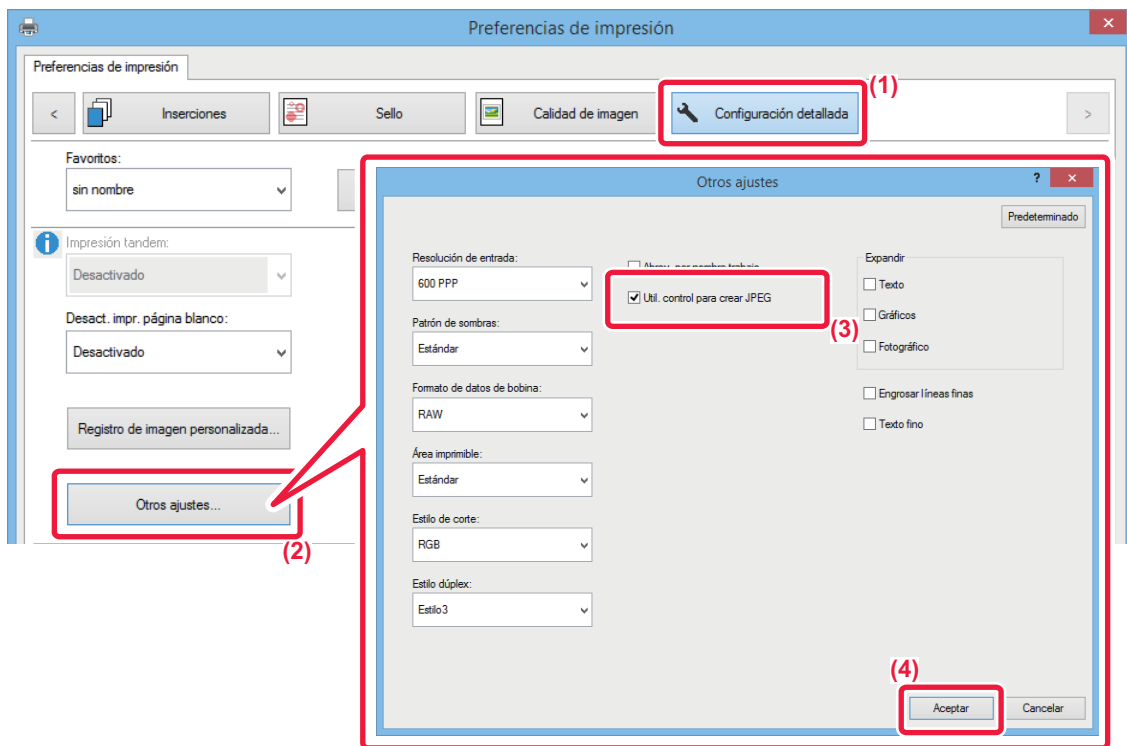 Preferencias de impresión
Preferencias de impresión
(1)
<
Inserciones
Sello
Calidad de imagen
Configuración detallada
>
Favoritos:
sin nombre
Impresión tandem:
Desactivado
Desact. impr. página blanco:
Desactivado
Registro de imagen personalizada...
Otros ajustes...
(2)
Otros ajustes
?
Predeterminado
Resolución de entrada:
600 PPP
Patrón de sombras:
Estándar
Formato de datos de bobina:
RAW
Área imprimible:
Estándar
Estilo de corte:
RGB
Estilo dúplex:
Estilo3
Util. control para crear JPEG
(3)
Expandir
Texto
Gráficos
Fotográfico
Engrosar líneas finas
Texto fino
(4)
Aceptar
Cancelar